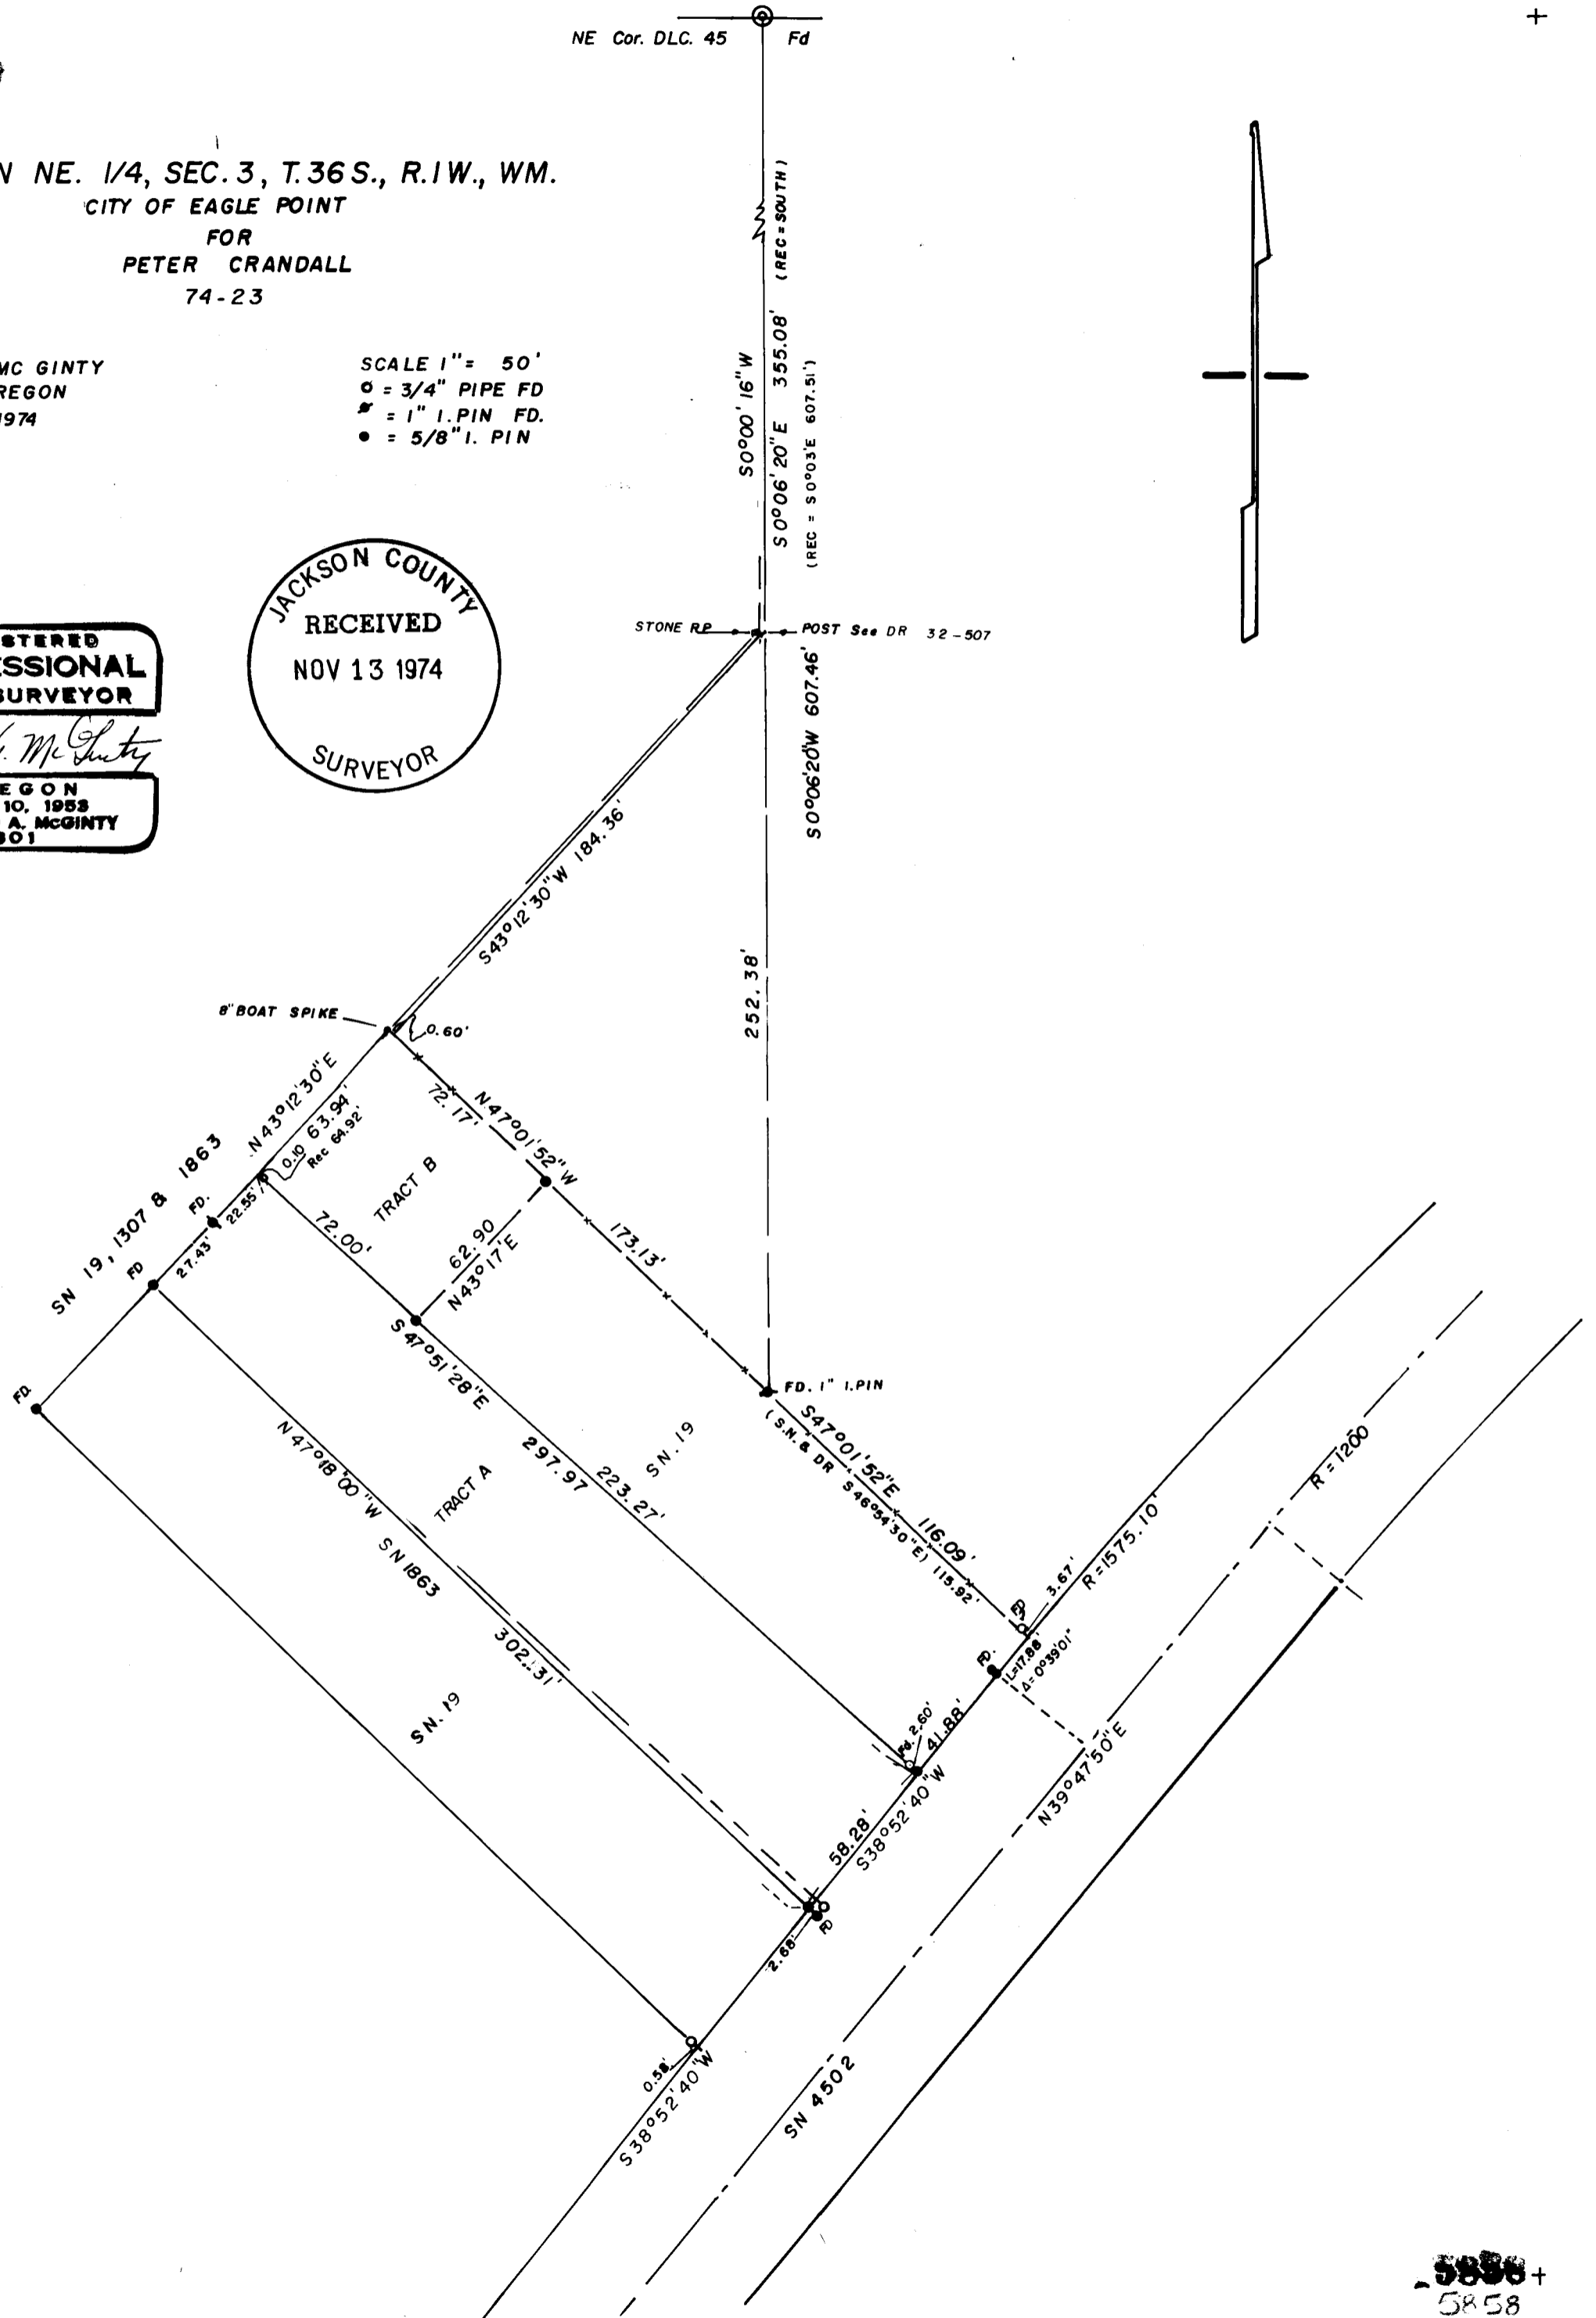 NE Cor. DLC. 45 Fd
N NE. 1/4, SEC. 3, T. 36 S., R. 1 W., WM.
CITY OF EAGLE POINT
FOR
PETER CRANDALL
74-23
MC GINTY
REGON
1974
SCALE 1"= 50'
= 3/4" PIPE FD
= 1" I. PIN FD.
= 5/8" I. PIN
(REC = SOUTH)
S0°00'16"W
S0°06'20"E 355.08'
(REC = S0°03'E 607.51')
JACKSON COUNTY
RECEIVED
NOV 13 1974
SURVEYOR
STERED
ESSIONAL
SURVEYOR
McGinty
EGON
10, 1953
A. McGINTY
301
STONE RP
POST See DR 32-507
S0°06'20"W 607.46'
S43°12'30"W 184.36'
252.38'
8" BOAT SPIKE
0.60'
N43°12'30"E
63.94'
0.10
Rec 64.92'
72.17'
N47°01'52"W
SN 19, 1307 & 1863
TRACT B
FD.
22.55'
27.43'
FD
72.00'
62.90
N43°17'E
173.13'
S47°51'28"E
FD.
FD. 1" I.PIN
S47°01'52"E
(S.N. & DR S46°54'30"E) 115.92'
116.09'
N47°18'00"W
SN 1863
TRACT A
297.97
223.27'
SN. 19
R = 1200
R = 1575.10'
302.31'
FD
3.67'
FD.
L=17.88'
Δ= 0°39'01"
SN. 19
Fd. 2.60'
41.88'
N39°47'50"E
58.28'
S38°52'40"W
FD
2.68'
0.58'
S38°52'40"W
SN 4502
5858